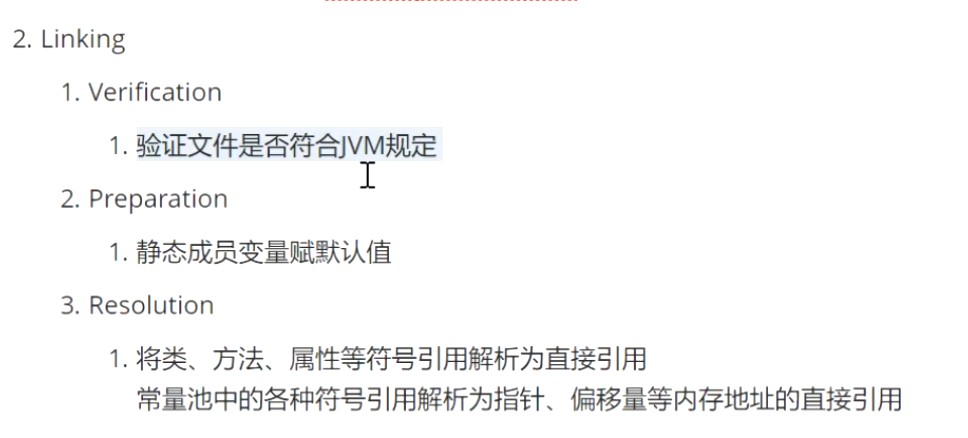 2. Linking
1. Verification
1. 验证文件是否符合JVM规定
2. Preparation
1. 静态成员变量赋默认值
3. Resolution
1. 将类、方法、属性等符号引用解析为直接引用
常量池中的各种符号引用解析为指针、偏移量等内存地址的直接引用